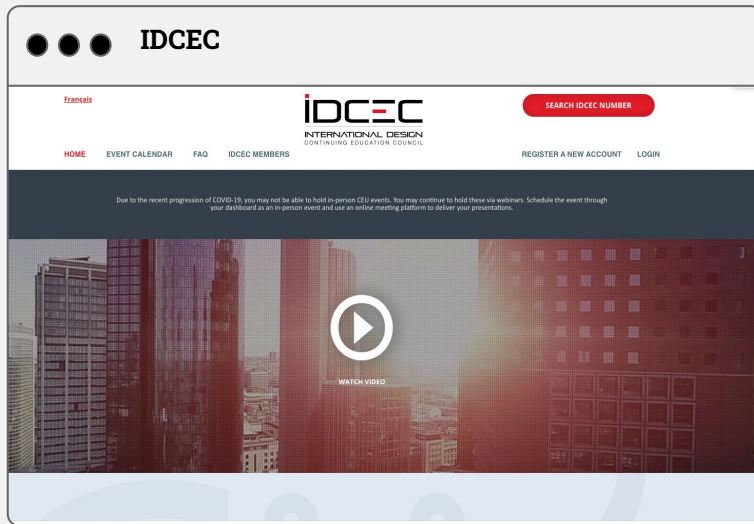 IDCEC
Français
IDCEC
INTERNATIONAL DESIGN
CONTINUING EDUCATION COUNCIL
SEARCH IDCEC NUMBER
HOME EVENT CALENDAR FAQ IDCEC MEMBERS REGISTER A NEW ACCOUNT LOGIN
Due to the recent progression of COVID-19, you may not be able to hold in-person CEU events. You may continue to hold these via webinars. Schedule the event through
your dashboard as an in-person event and use an online meeting platform to deliver your presentations.
WATCH VIDEO